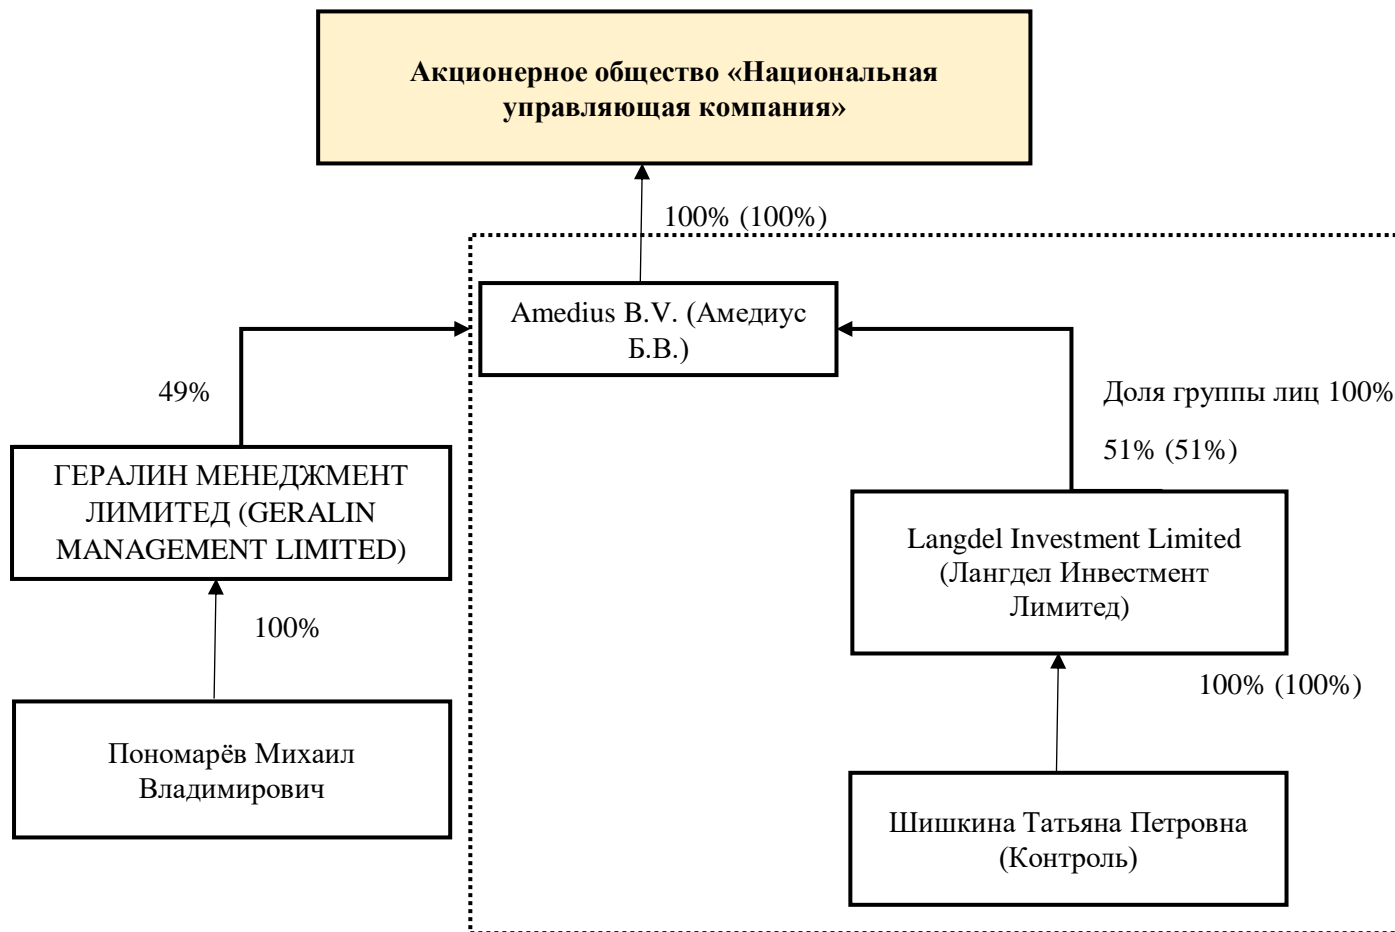 Акционерное общество «Национальная
управляющая компания»
100% (100%)
Amedius B.V. (Амедиус
Б.В.)
49%
Доля группы лиц 100%
51% (51%)
ГЕРАЛИН МЕНЕДЖМЕНТ
ЛИМИТЕД (GERALIN
MANAGEMENT LIMITED)
Langdel Investment Limited
(Лангдел Инвестмент
Лимитед)
100%
100% (100%)
Пономарёв Михаил
Владимирович
Шишкина Татьяна Петровна
(Контроль)